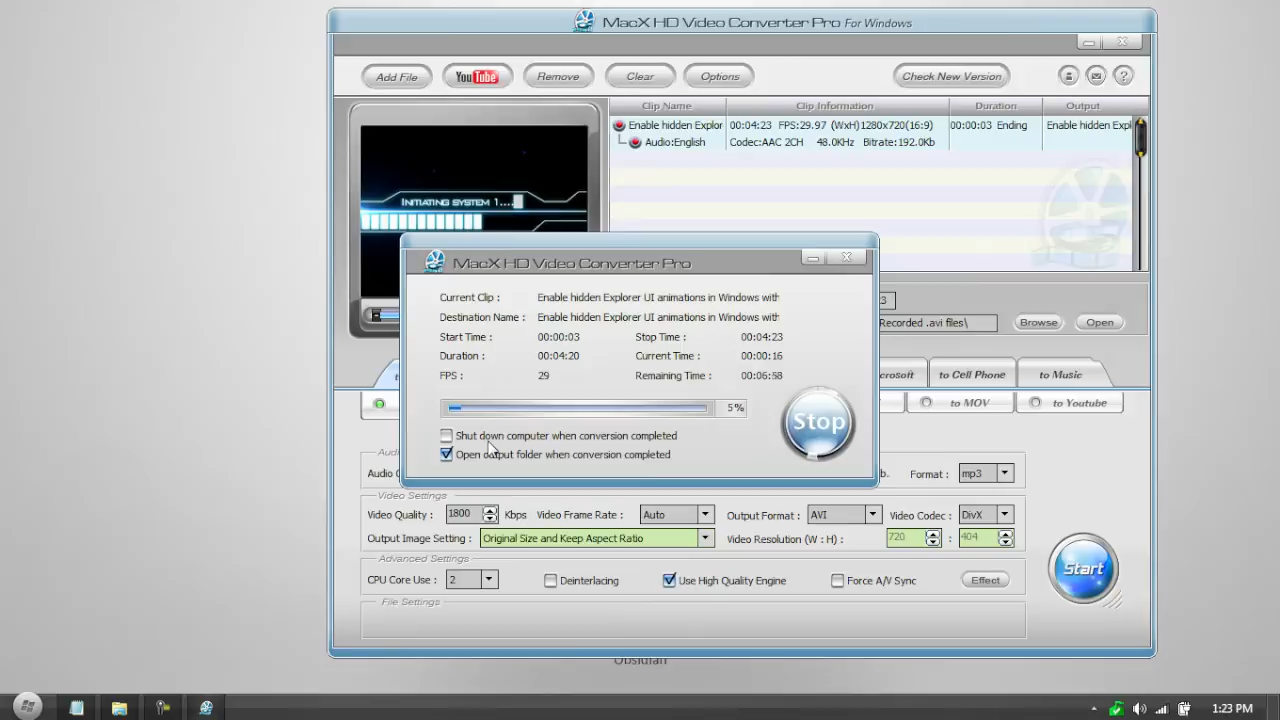 MacX HD Video Converter Pro For Windows
Add File YouTube Remove Clear Options Check New Version ?
Clip Name Clip Information Duration Output
Enable hidden Explor 00:04:23 FPS:29.97 (WxH)1280x720(16:9) 00:00:03 Ending Enable hidden Expl
Audio:English Codec:AAC 2CH 48.0KHz Bitrate:192.0Kb
INITIATING SYSTEM 1....
MacX HD Video Converter Pro
Current Clip : Enable hidden Explorer UI animations in Windows with
Destination Name : Enable hidden Explorer UI animations in Windows with
Start Time : 00:00:03 Stop Time : 00:04:23
Duration : 00:04:20 Current Time : 00:00:16
FPS : 29 Remaining Time : 00:06:58
5%
Stop
Shut down computer when conversion completed
Open output folder when conversion completed
3
Recorded .avi files\ Browse Open
to Cell Phone to Music
to MOV to Youtube
b. Format : mp3
Video Settings
Video Quality : 1800 Kbps Video Frame Rate : Auto Output Format : AVI Video Codec : DivX
Output Image Setting : Original Size and Keep Aspect Ratio Video Resolution (W : H) : 720 : 404
Advanced Settings
CPU Core Use : 2 Deinterlacing Use High Quality Engine Force A/V Sync Effect
Start
File Settings
Obsidian
1:23 PM